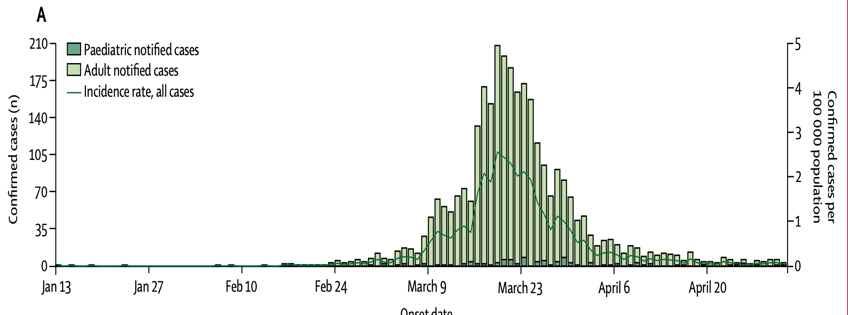 A
210
175
140
105
70
35
0
Confirmed cases (n)
Paediatric notified cases
Adult notified cases
Incidence rate, all cases
5
4
3
2
1
0
Confirmed cases per
100 000 population
Jan 13 Jan 27 Feb 10 Feb 24 March 9 March 23 April 6 April 20
Onset date